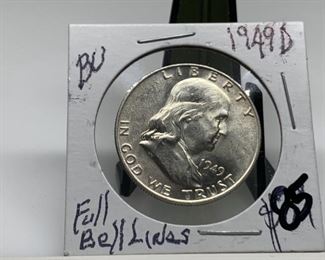 BU
1949 D
LIBERTY
IN GOD WE TRUST
1949
Full
Bell Lines
$85